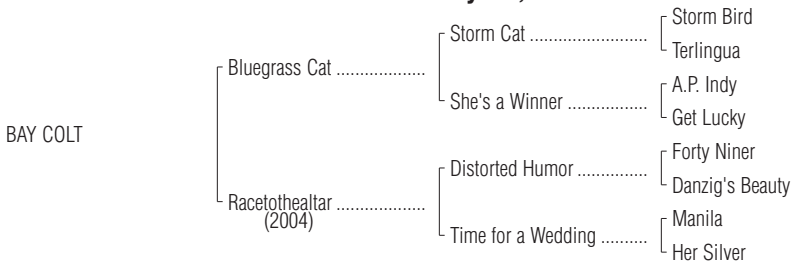 Storm Bird
Storm Cat ........................
Terlingua
Bluegrass Cat ...................
A.P. Indy
She's a Winner .................
Get Lucky
BAY COLT
Forty Niner
Distorted Humor ...............
Danzig's Beauty
Racetothealtar ...................
(2004)
Manila
Time for a Wedding ..........
Her Silver